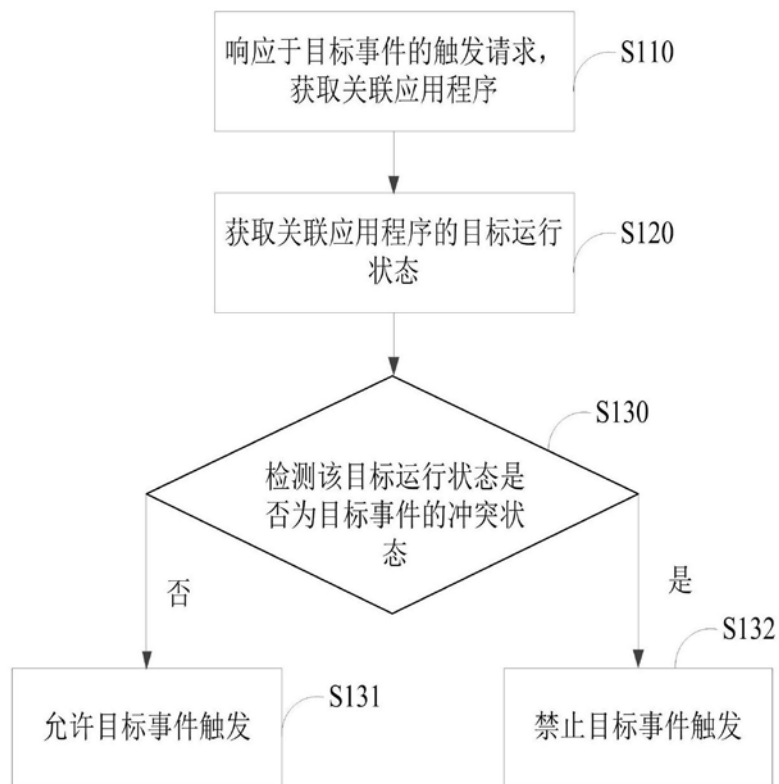 响应于目标事件的触发请求，
获取关联应用程序
S110
获取关联应用程序的目标运行
状态
S120
S130
检测该目标运行状态是
否为目标事件的冲突状
态
否
是
S132
S131
允许目标事件触发
禁止目标事件触发